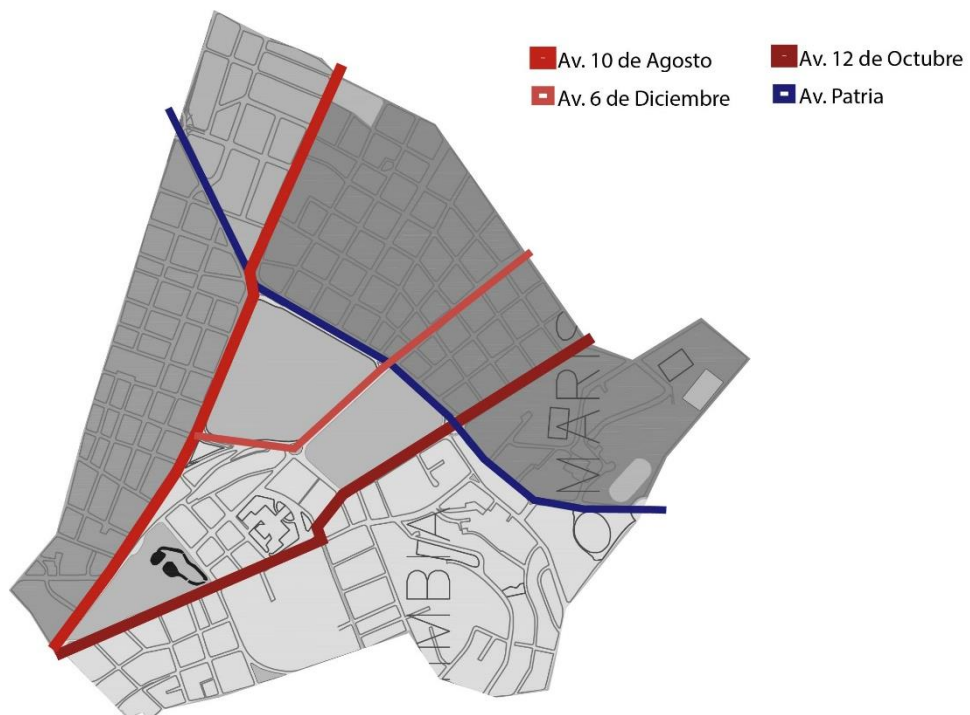 Av. 10 de Agosto
Av. 12 de Octubre
Av. 6 de Diciembre
Av. Patria